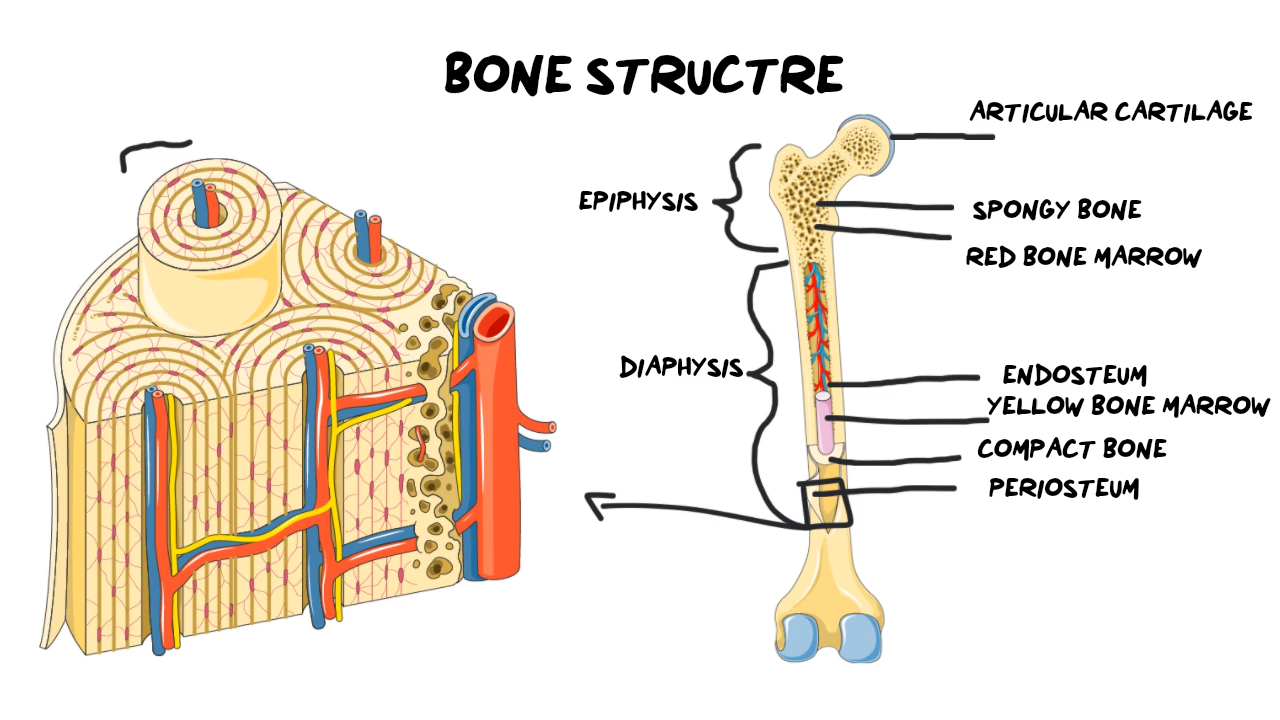 BONE STRUCTRE
ARTICULAR CARTILAGE
EPIPHYSIS
SPONGY BONE
RED BONE MARROW
DIAPHYSIS
ENDOSTEUM
YELLOW BONE MARROW
COMPACT BONE
PERIOSTEUM